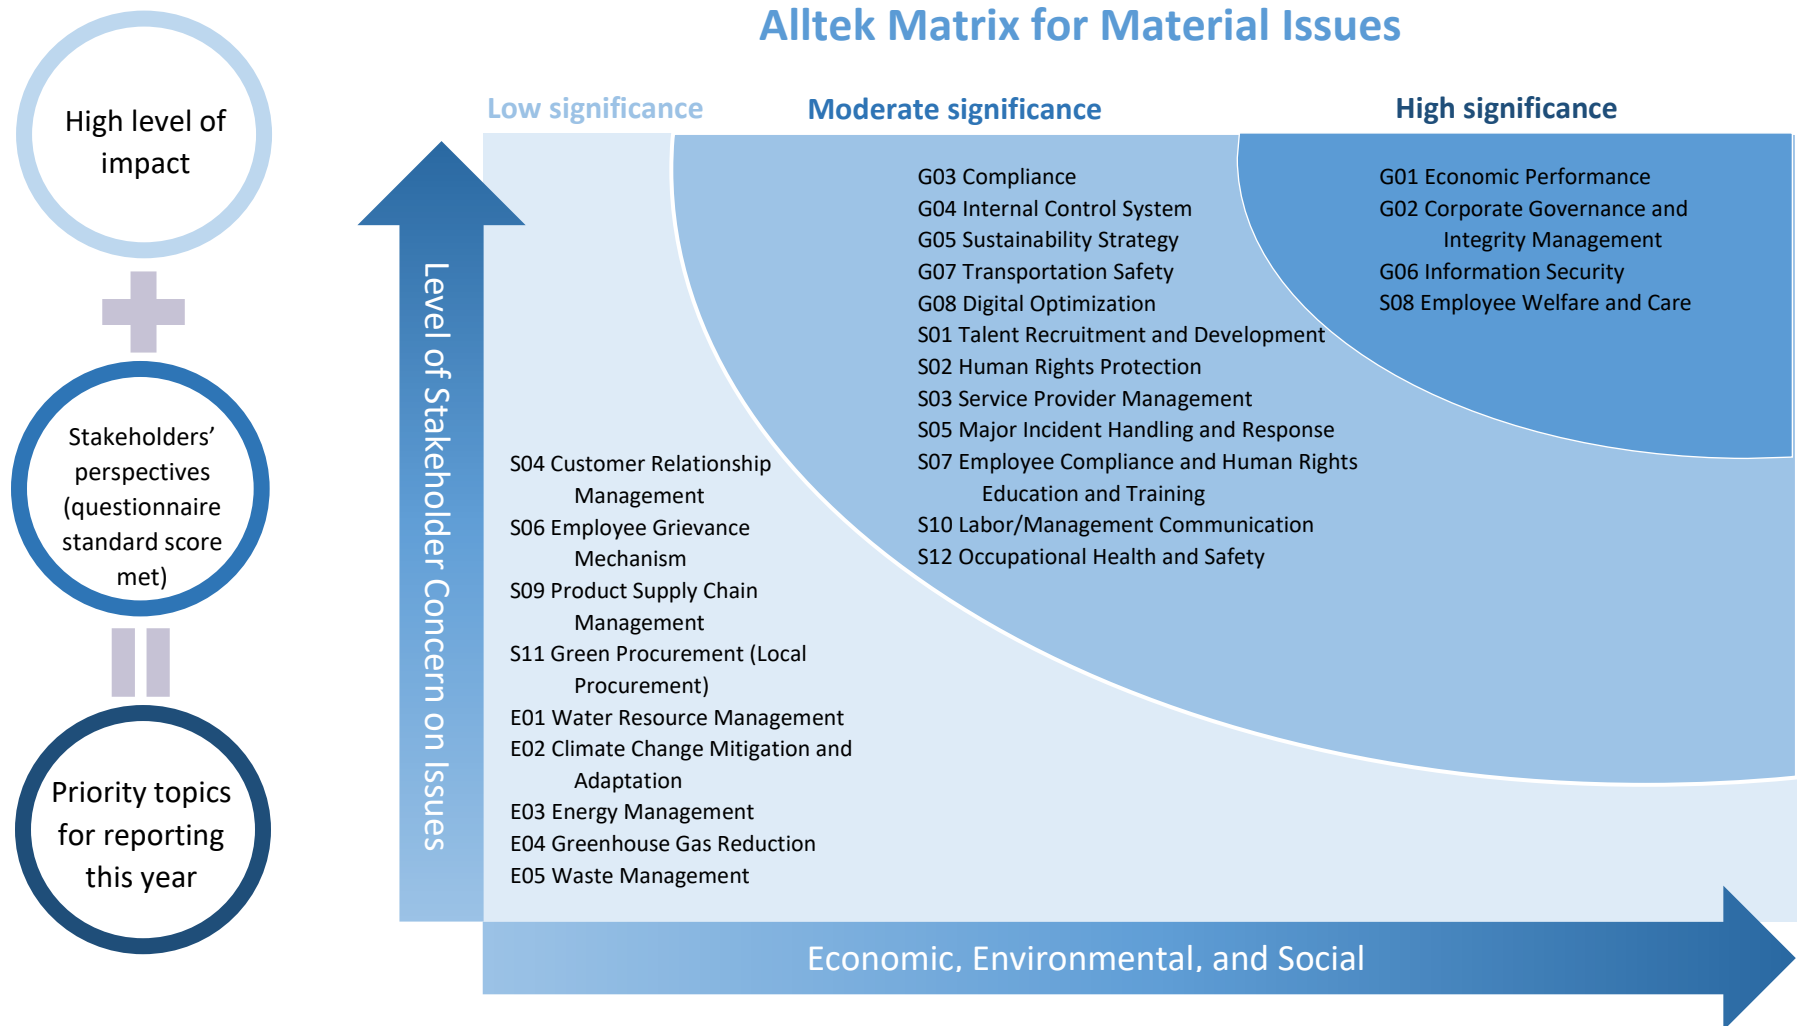 Alltek Matrix for Material Issues
High level of
impact
Stakeholders’
perspectives
(questionnaire
standard score
met)
Priority topics
for reporting
this year
Low significance
Moderate significance
High significance
Level of Stakeholder Concern on Issues
S04 Customer Relationship
Management
S06 Employee Grievance
Mechanism
S09 Product Supply Chain
Management
S11 Green Procurement (Local
Procurement)
E01 Water Resource Management
E02 Climate Change Mitigation and
Adaptation
E03 Energy Management
E04 Greenhouse Gas Reduction
E05 Waste Management
G03 Compliance
G04 Internal Control System
G05 Sustainability Strategy
G07 Transportation Safety
G08 Digital Optimization
S01 Talent Recruitment and Development
S02 Human Rights Protection
S03 Service Provider Management
S05 Major Incident Handling and Response
S07 Employee Compliance and Human Rights
Education and Training
S10 Labor/Management Communication
S12 Occupational Health and Safety
G01 Economic Performance
G02 Corporate Governance and
Integrity Management
G06 Information Security
S08 Employee Welfare and Care
Economic, Environmental, and Social